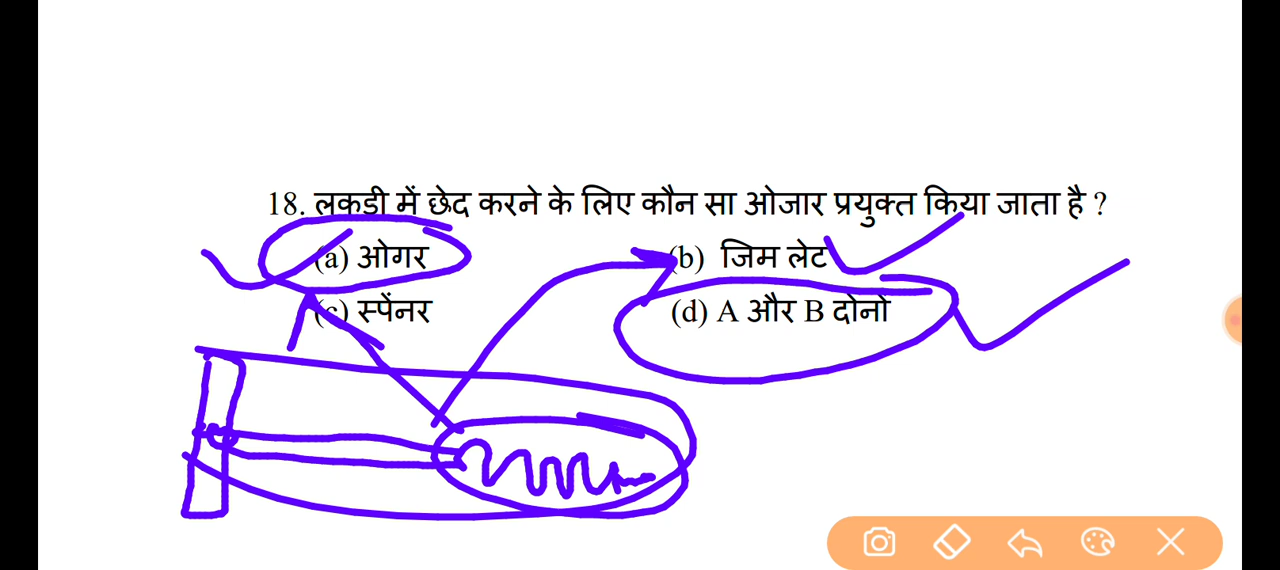 18. लकडी में छेद करने के लिए कौन सा ओजार प्रयुक्त किया जाता है ?
(a) ओगर (b) जिम लेट
(c) स्पेंनर (d) A और B दोनो